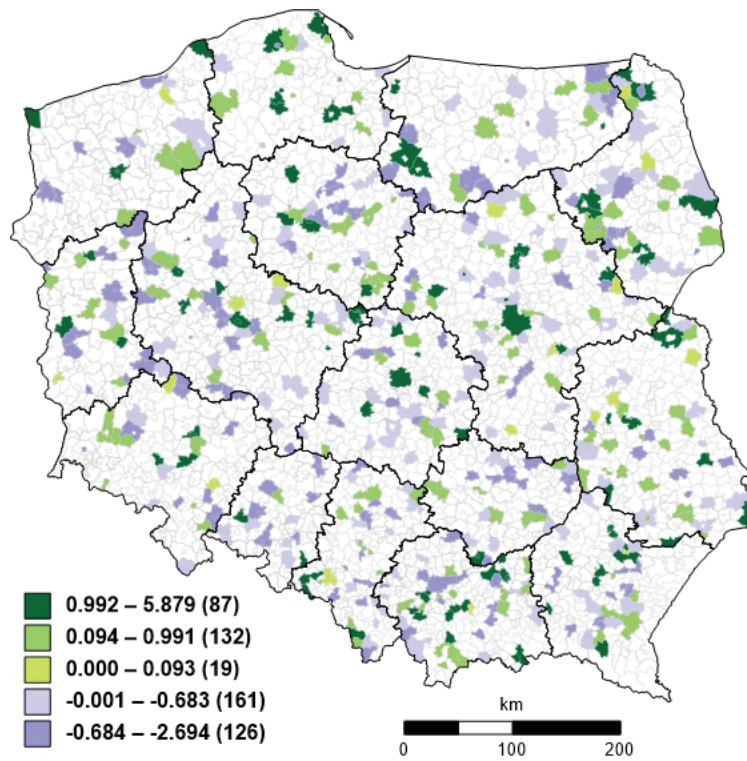 0.992 – 5.879 (87)
0.094 – 0.991 (132)
0.000 – 0.093 (19)
-0.001 – -0.683 (161)
-0.684 – -2.694 (126)
km
0 100 200